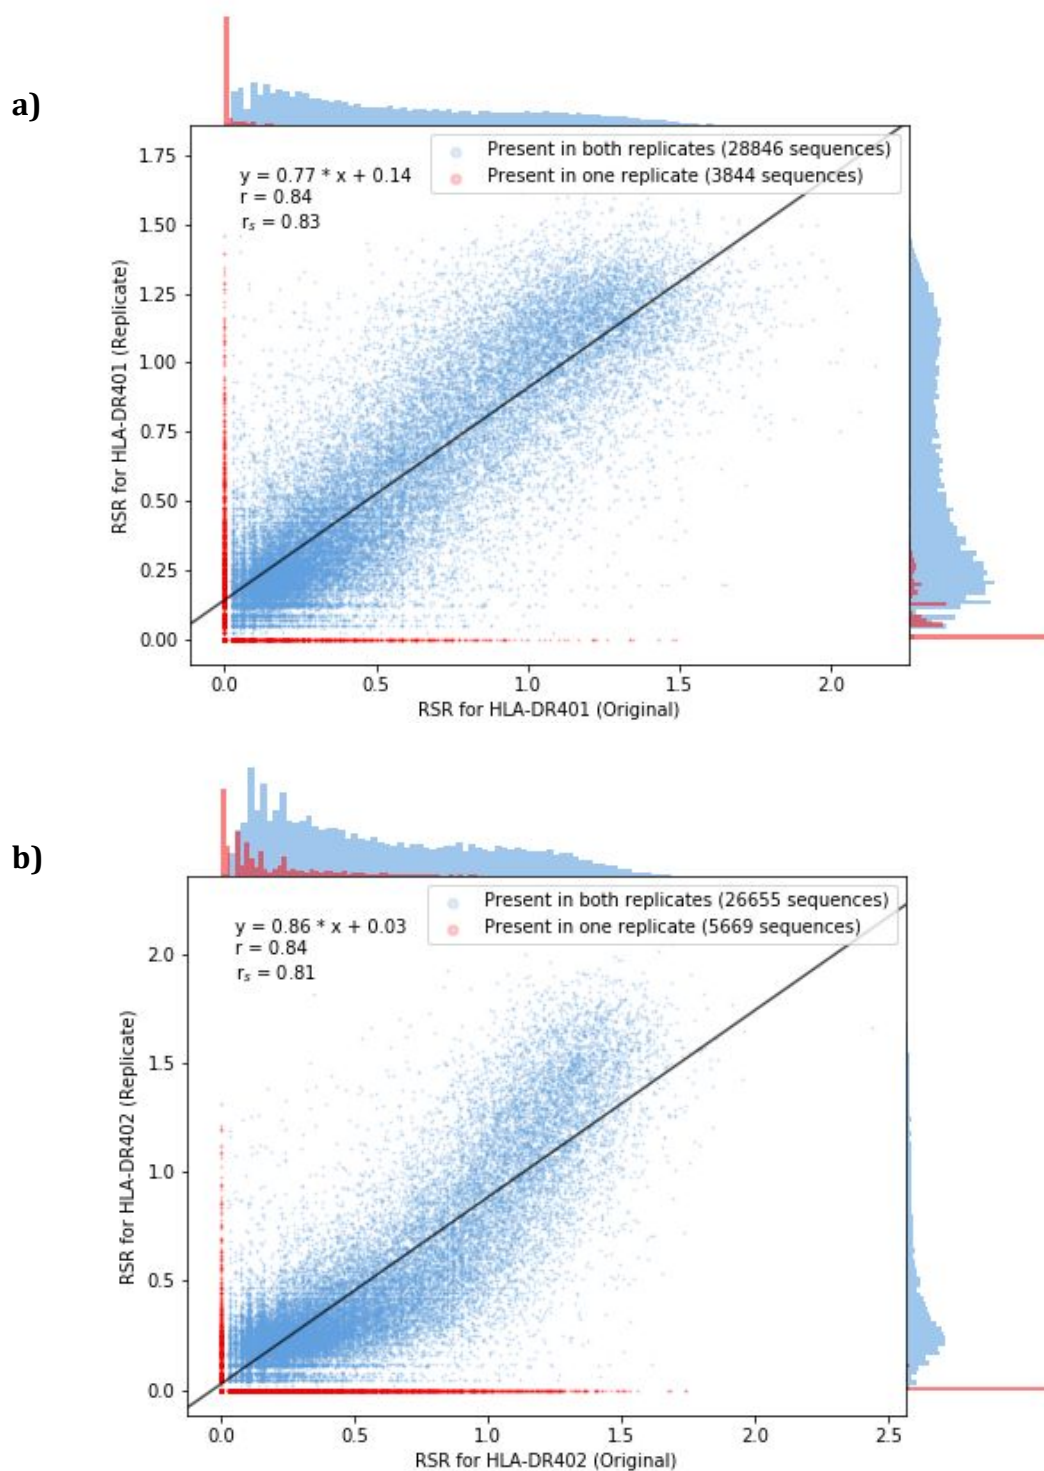 a)
Present in both replicates (28846 sequences)
Present in one replicate (3844 sequences)
y = 0.77 * x + 0.14
r = 0.84
rₛ = 0.83
RSR for HLA-DR401 (Replicate)
1.75
1.50
1.25
1.00
0.75
0.50
0.25
0.00
0.0 0.5 1.0 1.5 2.0
RSR for HLA-DR401 (Original)
b)
Present in both replicates (26655 sequences)
Present in one replicate (5669 sequences)
y = 0.86 * x + 0.03
r = 0.84
rₛ = 0.81
RSR for HLA-DR402 (Replicate)
2.0
1.5
1.0
0.5
0.0
0.0 0.5 1.0 1.5 2.0 2.5
RSR for HLA-DR402 (Original)